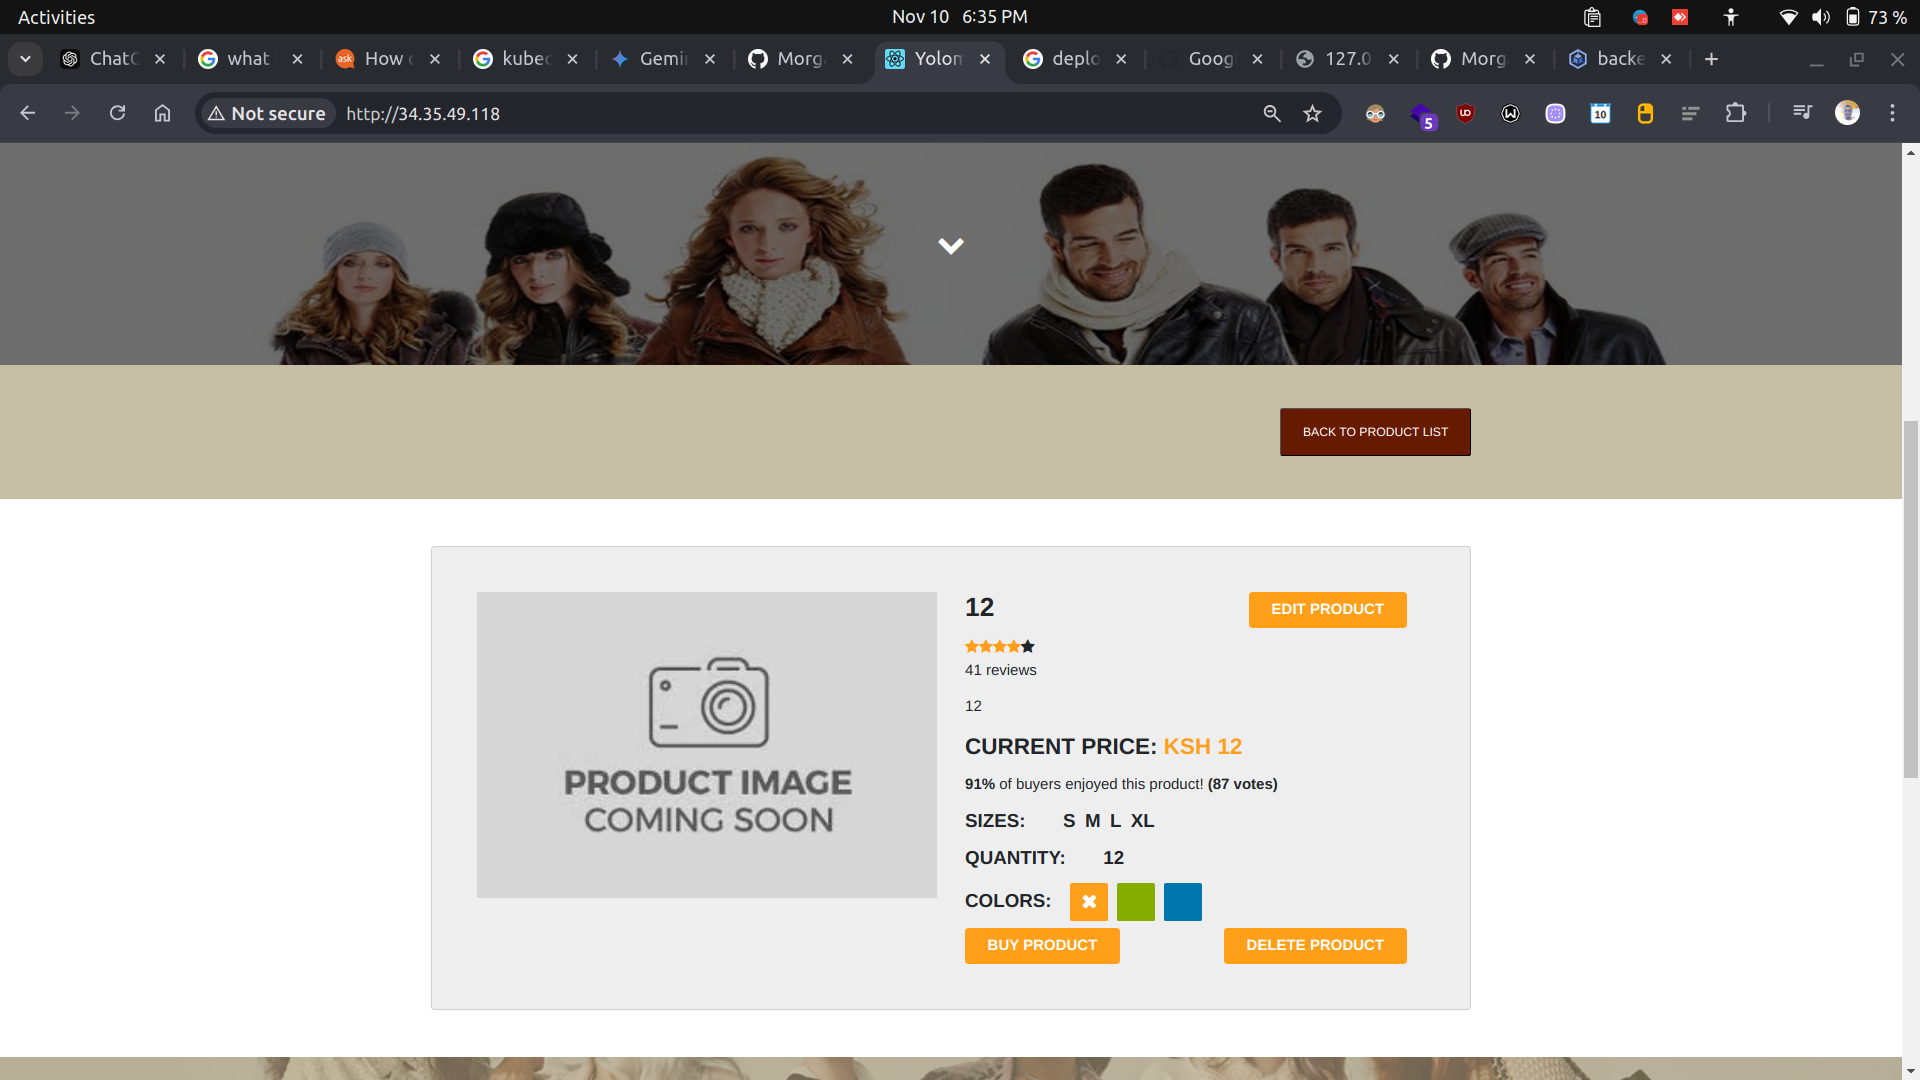 Activities
Nov 10 6:35 PM
73 %
ChatG
what
How
kubec
Gemin
Morg
Yolom
deplo
Goog
127.0
Morg
backe
Not secure
http://34.35.49.118
5
10
BACK TO PRODUCT LIST
PRODUCT IMAGE
COMING SOON
12
EDIT PRODUCT
41 reviews
12
CURRENT PRICE: KSH 12
91% of buyers enjoyed this product! (87 votes)
SIZES: S M L XL
QUANTITY: 12
COLORS:
BUY PRODUCT
DELETE PRODUCT